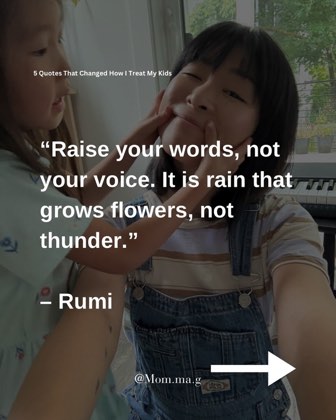 5 Quotes That Changed How I Treat My Kids
“Raise your words, not
your voice. It is rain that
grows flowers, not
thunder.”
– Rumi
@Mom.ma.g